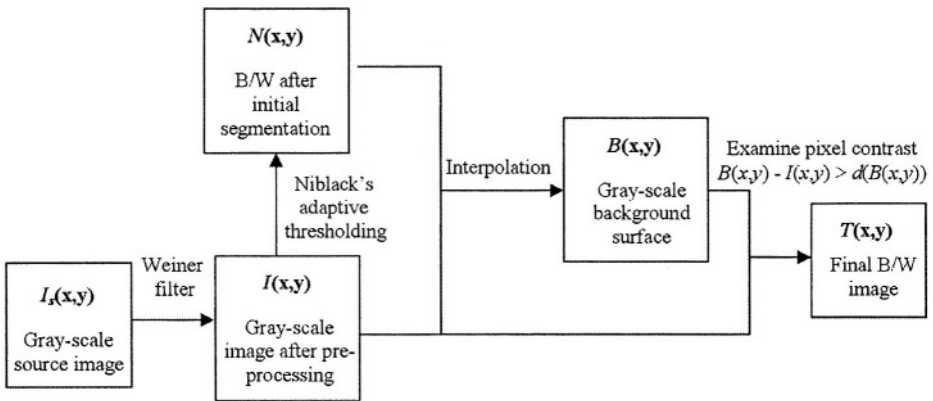 N(x,y)
B/W after
initial
segmentation
Niblack's
adaptive
thresholding
Interpolation
B(x,y)
Gray-scale
background
surface
Examine pixel contrast
B(x,y) - I(x,y) > d(B(x,y))
T(x,y)
Final B/W
image
Weiner
filter
Is(x,y)
Gray-scale
source image
I(x,y)
Gray-scale
image after pre-
processing